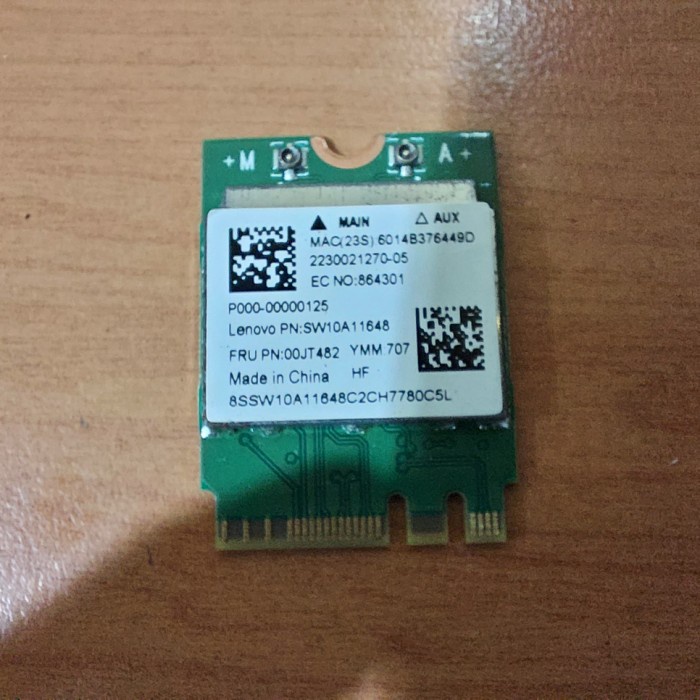 +M A+
▲ MAIN △ AUX
MAC(23S) 6014B376449D
2230021270-05
EC NO:864301
P000-00000125
Lenovo PN:SW10A11648
FRU PN:00JT482 YMM 707
Made in China HF
8SSW10A11648C2CH7780C5L